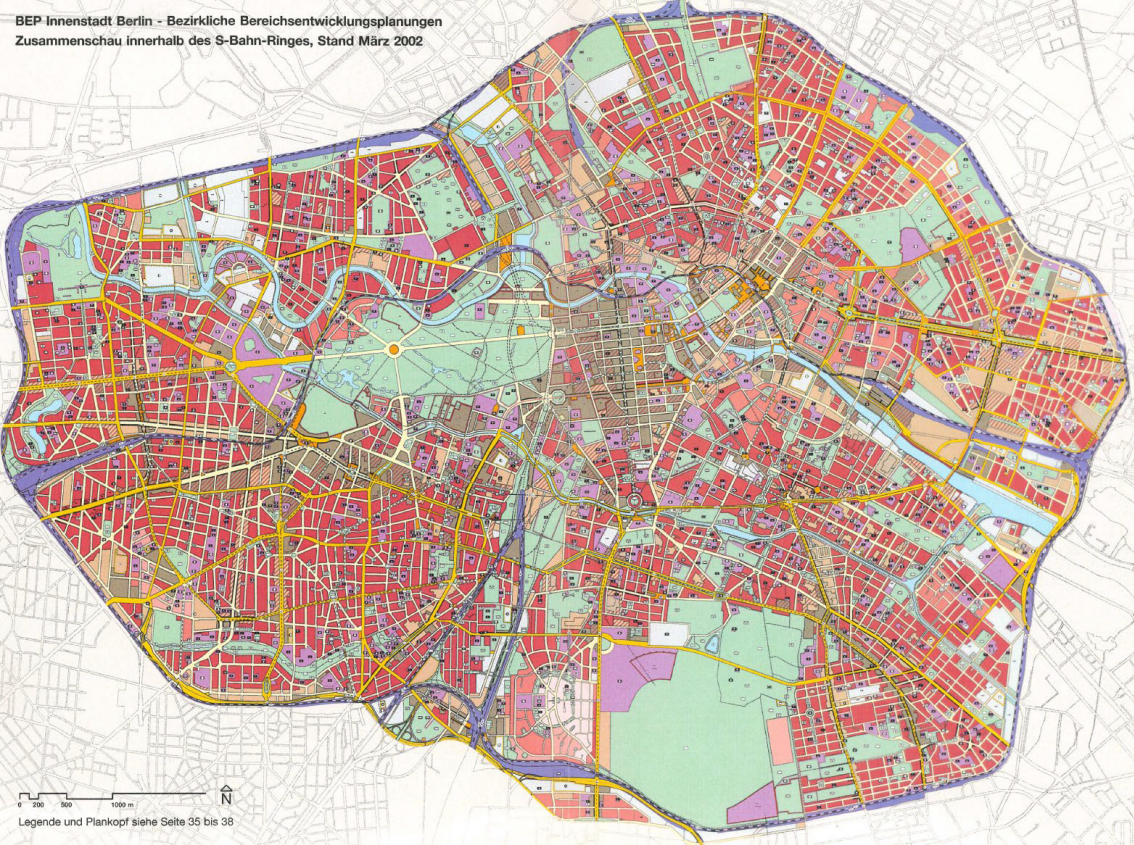 BEP Innenstadt Berlin - Bezirkliche Bereichsentwicklungsplanungen
Zusammenschau innerhalb des S-Bahn-Ringes, Stand März 2002
N
0 200 500 1000 m
Legende und Plankopf siehe Seite 35 bis 38